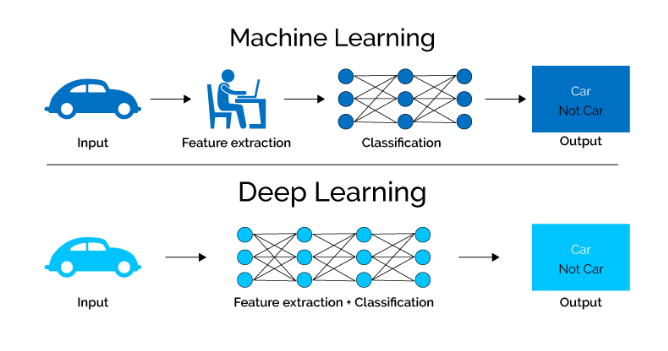 Machine Learning
Car
Not Car
Input
Feature extraction
Classification
Output
Deep Learning
Car
Not Car
Input
Feature extraction + Classification
Output